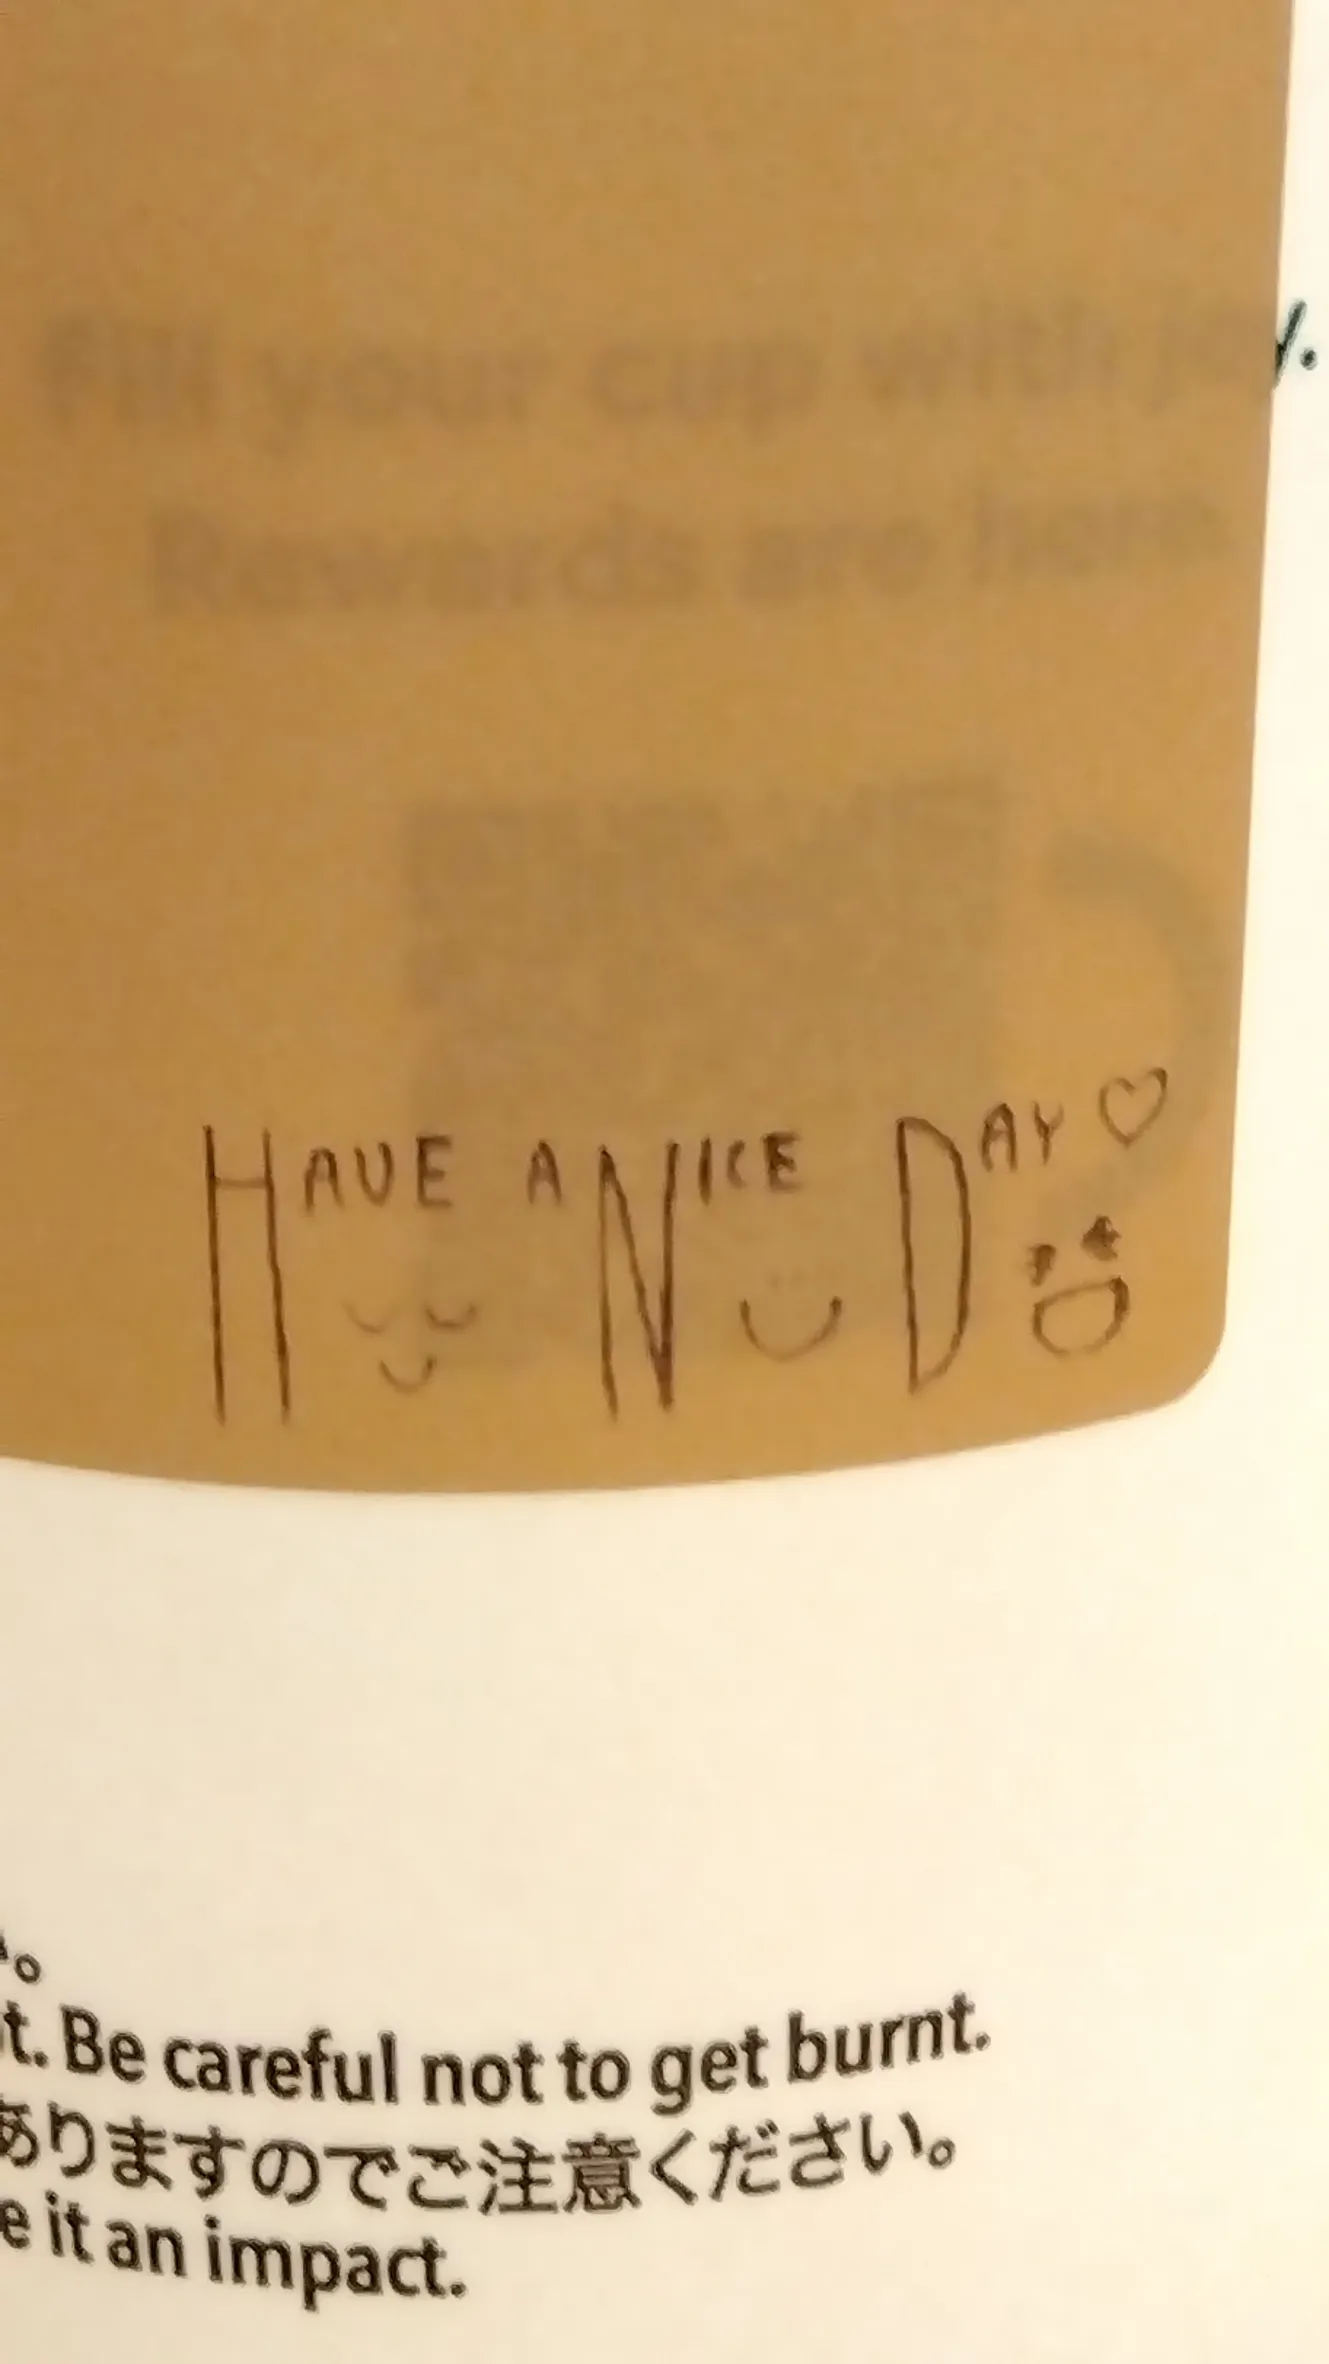 Fill your cup with joy.
Rewards are here.
HAVE A NICE DAY♡
い。
t. Be careful not to get burnt.
ありますのでご注意ください。
e it an impact.